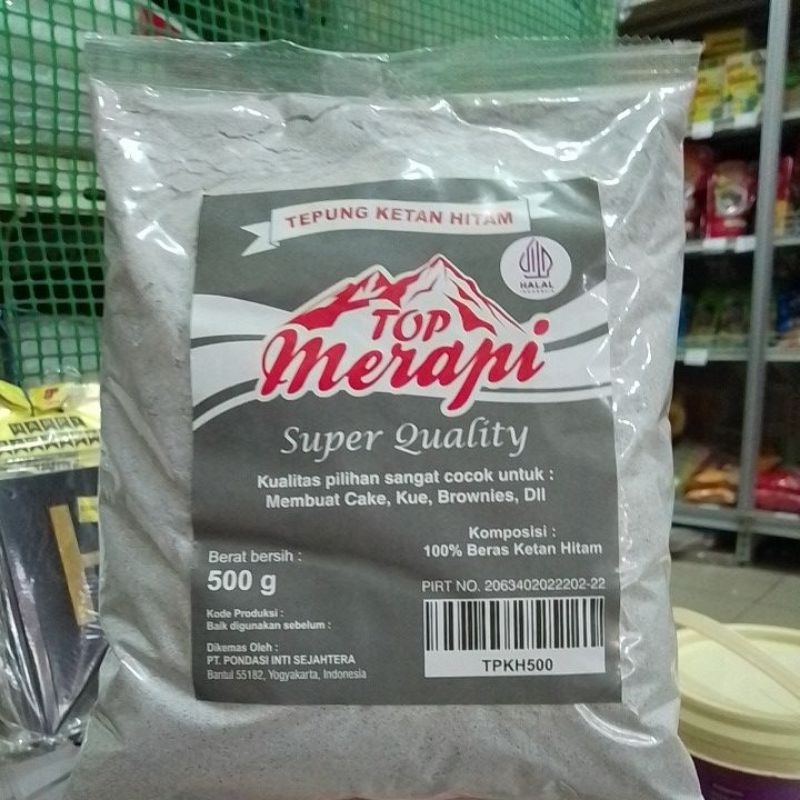 TEPUNG KETAN HITAM
HALAL
INDONESIA
TOP
Merapi
Super Quality
Kualitas pilihan sangat cocok untuk :
Membuat Cake, Kue, Brownies, Dll
Komposisi :
100% Beras Ketan Hitam
Berat bersih :
500 g
PIRT NO. 2063402022202-22
Kode Produksi :
Baik digunakan sebelum :
Dikemas Oleh :
PT. PONDASI INTI SEJAHTERA
Bantul 55182, Yogyakarta, Indonesia
TPKH500